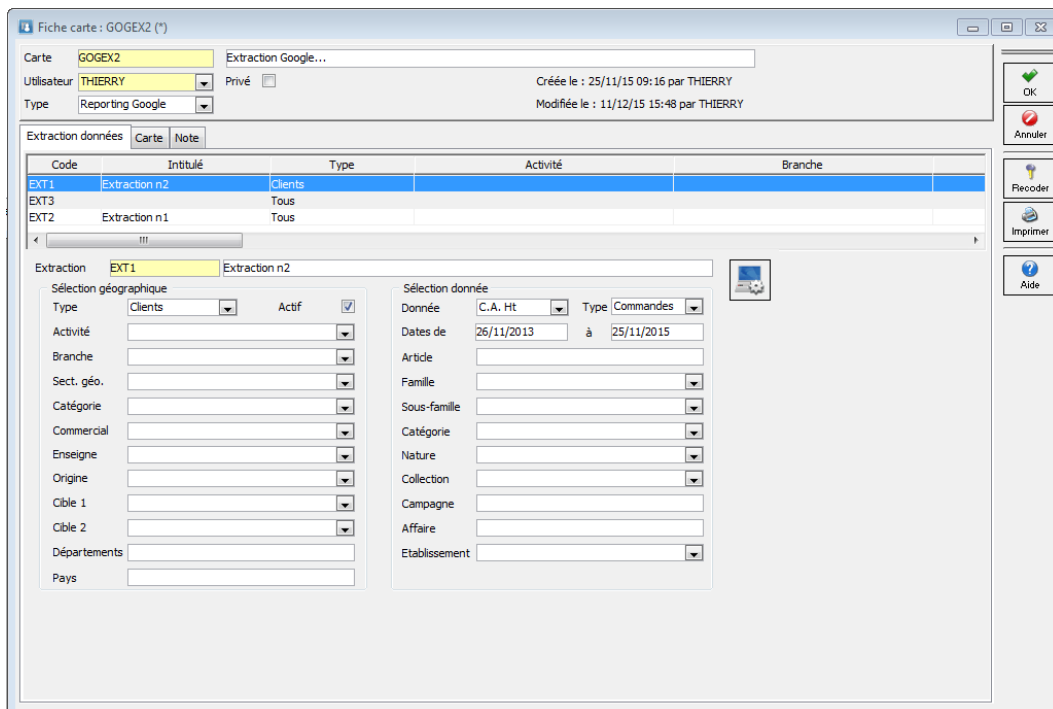 Fiche carte : GOGEX2 (*)
Carte GOGEX2 Extraction Google...
Utilisateur THIERRY Privé Créée le : 25/11/15 09:16 par THIERRY
Type Reporting Google Modifiée le : 11/12/15 15:48 par THIERRY
OK
Annuler
Recoder
Imprimer
Aide
Extraction données Carte Note
Code Intitulé Type Activité Branche
EXT1 Extraction n2 Clients
EXT3 Tous
EXT2 Extraction n1 Tous
Extraction EXT1 Extraction n2
Sélection géographique
Type Clients Actif
Activité
Branche
Sect. géo.
Catégorie
Commercial
Enseigne
Origine
Cible 1
Cible 2
Départements
Pays
Sélection donnée
Donnée C.A. Ht Type Commandes
Dates de 26/11/2013 à 25/11/2015
Article
Famille
Sous-famille
Catégorie
Nature
Collection
Campagne
Affaire
Etablissement